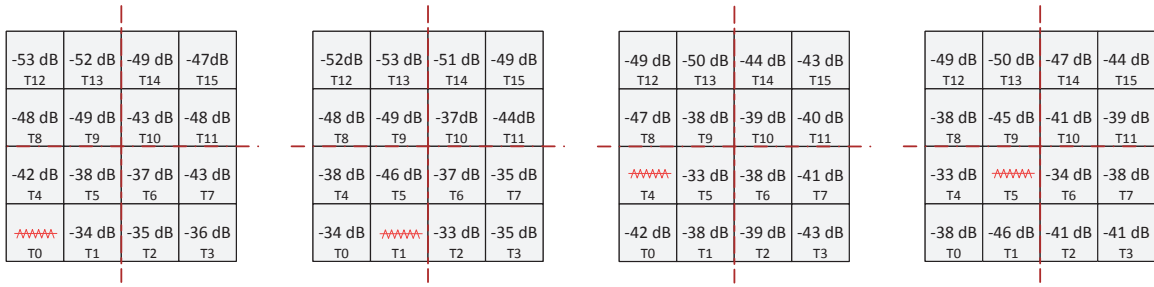 -53 dB -52 dB -49 dB -47dB
T12 T13 T14 T15
-48 dB -49 dB -43 dB -48 dB
T8 T9 T10 T11
-42 dB -38 dB -37 dB -43 dB
T4 T5 T6 T7
-34 dB -35 dB -36 dB
T0 T1 T2 T3
-52dB -53 dB -51 dB -49 dB
T12 T13 T14 T15
-48 dB -49 dB -37dB -44dB
T8 T9 T10 T11
-38 dB -46 dB -37 dB -35 dB
T4 T5 T6 T7
-34 dB -33 dB -35 dB
T0 T1 T2 T3
-49 dB -50 dB -44 dB -43 dB
T12 T13 T14 T15
-47 dB -38 dB -39 dB -40 dB
T8 T9 T10 T11
-33 dB -38 dB -41 dB
T4 T5 T6 T7
-42 dB -38 dB -39 dB -43 dB
T0 T1 T2 T3
-49 dB -50 dB -47 dB -44 dB
T12 T13 T14 T15
-38 dB -45 dB -41 dB -39 dB
T8 T9 T10 T11
-33 dB -34 dB -38 dB
T4 T5 T6 T7
-38 dB -46 dB -41 dB -41 dB
T0 T1 T2 T3